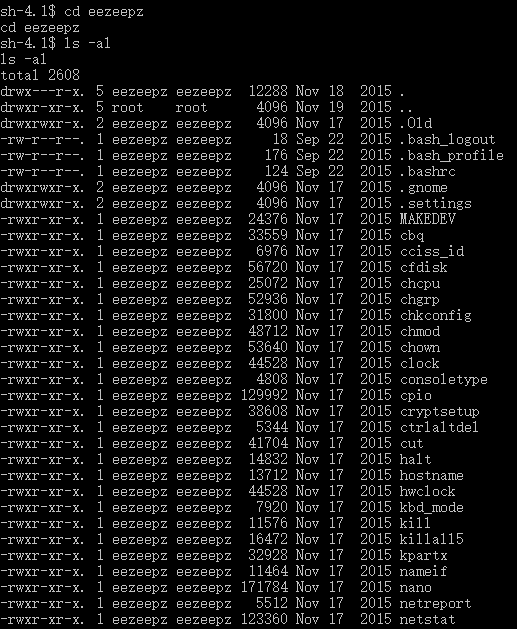 sh-4.1$ cd eezeepz
cd eezeepz
sh-4.1$ ls -al
ls -al
total 2608
drwx---r-x. 5 eezeepz eezeepz  12288 Nov 18  2015 .
drwxr-xr-x. 5 root    root      4096 Nov 19  2015 ..
drwxrwxr-x. 2 eezeepz eezeepz   4096 Nov 17  2015 .Old
-rw-r--r--. 1 eezeepz eezeepz     18 Sep 22  2015 .bash_logout
-rw-r--r--. 1 eezeepz eezeepz    176 Sep 22  2015 .bash_profile
-rw-r--r--. 1 eezeepz eezeepz    124 Sep 22  2015 .bashrc
drwxrwxr-x. 2 eezeepz eezeepz   4096 Nov 17  2015 .gnome
drwxrwxr-x. 2 eezeepz eezeepz   4096 Nov 17  2015 .settings
-rwxr-xr-x. 1 eezeepz eezeepz  24376 Nov 17  2015 MAKEDEV
-rwxr-xr-x. 1 eezeepz eezeepz  33559 Nov 17  2015 cbq
-rwxr-xr-x. 1 eezeepz eezeepz   6976 Nov 17  2015 cciss_id
-rwxr-xr-x. 1 eezeepz eezeepz  56720 Nov 17  2015 cfdisk
-rwxr-xr-x. 1 eezeepz eezeepz  25072 Nov 17  2015 chcpu
-rwxr-xr-x. 1 eezeepz eezeepz  52936 Nov 17  2015 chgrp
-rwxr-xr-x. 1 eezeepz eezeepz  31800 Nov 17  2015 chkconfig
-rwxr-xr-x. 1 eezeepz eezeepz  48712 Nov 17  2015 chmod
-rwxr-xr-x. 1 eezeepz eezeepz  53640 Nov 17  2015 chown
-rwxr-xr-x. 1 eezeepz eezeepz  44528 Nov 17  2015 clock
-rwxr-xr-x. 1 eezeepz eezeepz   4808 Nov 17  2015 consoletype
-rwxr-xr-x. 1 eezeepz eezeepz 129992 Nov 17  2015 cpio
-rwxr-xr-x. 1 eezeepz eezeepz  38608 Nov 17  2015 cryptsetup
-rwxr-xr-x. 1 eezeepz eezeepz   5344 Nov 17  2015 ctrlaltdel
-rwxr-xr-x. 1 eezeepz eezeepz  41704 Nov 17  2015 cut
-rwxr-xr-x. 1 eezeepz eezeepz  14832 Nov 17  2015 halt
-rwxr-xr-x. 1 eezeepz eezeepz  13712 Nov 17  2015 hostname
-rwxr-xr-x. 1 eezeepz eezeepz  44528 Nov 17  2015 hwclock
-rwxr-xr-x. 1 eezeepz eezeepz   7920 Nov 17  2015 kbd_mode
-rwxr-xr-x. 1 eezeepz eezeepz  11576 Nov 17  2015 kill
-rwxr-xr-x. 1 eezeepz eezeepz  16472 Nov 17  2015 killall5
-rwxr-xr-x. 1 eezeepz eezeepz  32928 Nov 17  2015 kpartx
-rwxr-xr-x. 1 eezeepz eezeepz  11464 Nov 17  2015 nameif
-rwxr-xr-x. 1 eezeepz eezeepz 171784 Nov 17  2015 nano
-rwxr-xr-x. 1 eezeepz eezeepz   5512 Nov 17  2015 netreport
-rwxr-xr-x. 1 eezeepz eezeepz 123360 Nov 17  2015 netstat